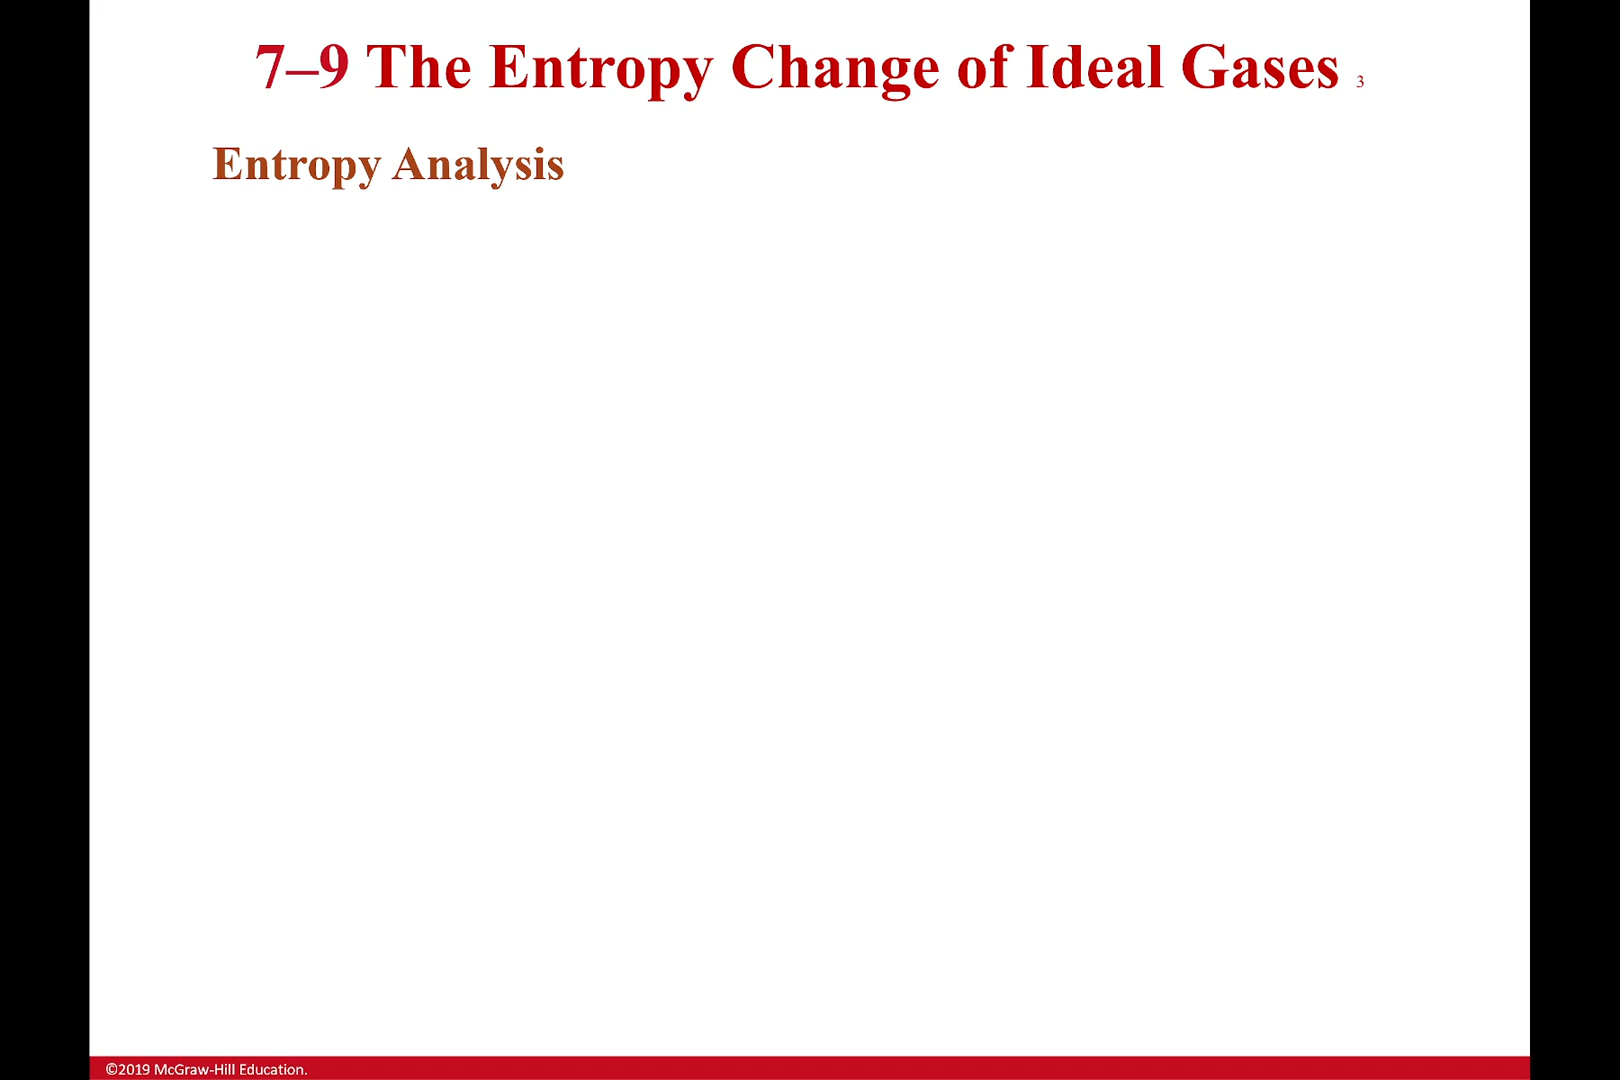 7–9 The Entropy Change of Ideal Gases 3
Entropy Analysis
©2019 McGraw-Hill Education.